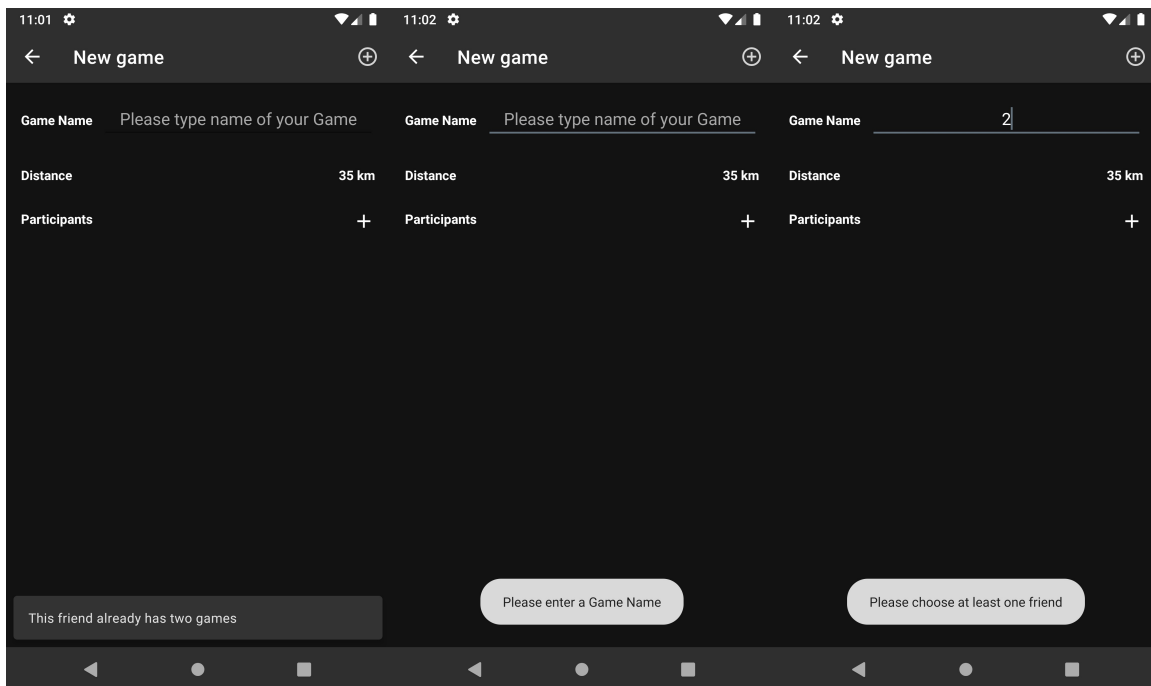 11:01
New game
Game Name Please type name of your Game
Distance 35 km
Participants
This friend already has two games
11:02
New game
Game Name Please type name of your Game
Distance 35 km
Participants
Please enter a Game Name
11:02
New game
Game Name 2
Distance 35 km
Participants
Please choose at least one friend